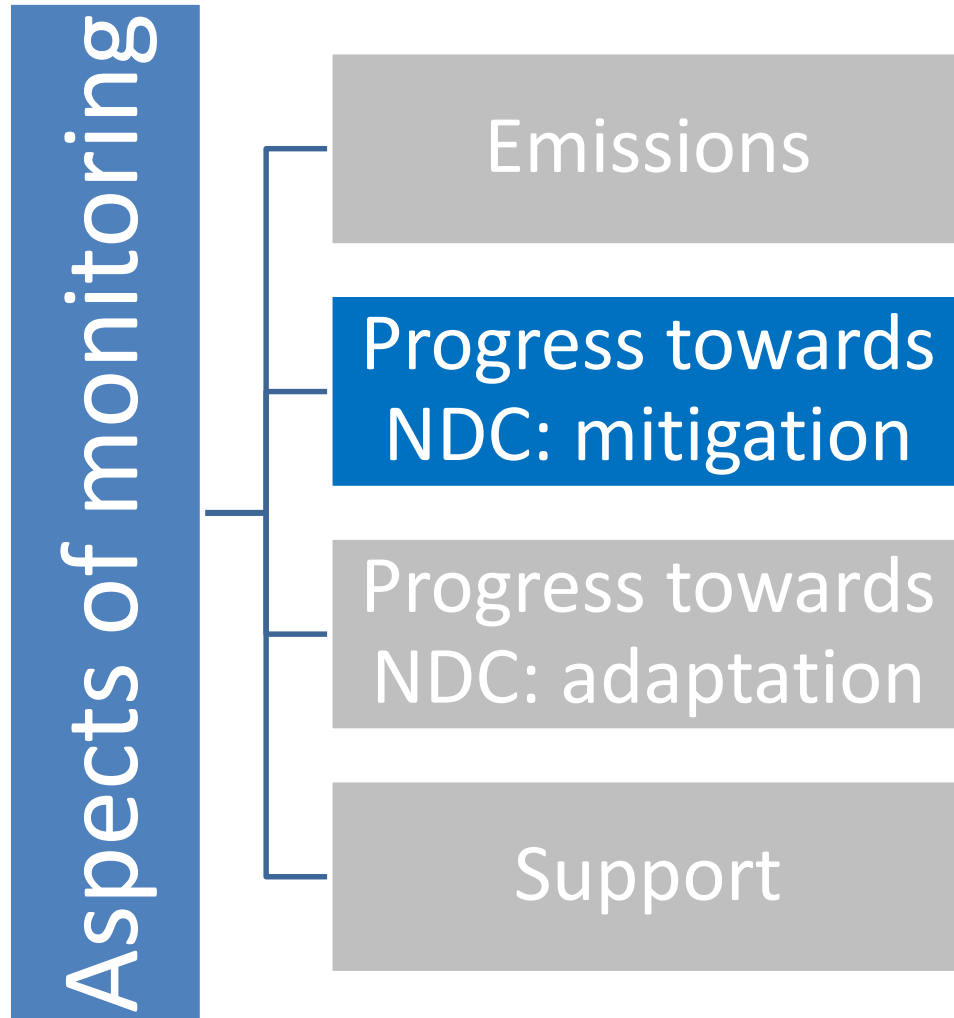 Aspects of monitoring
Emissions
Progress towards
NDC: mitigation
Progress towards
NDC: adaptation
Support